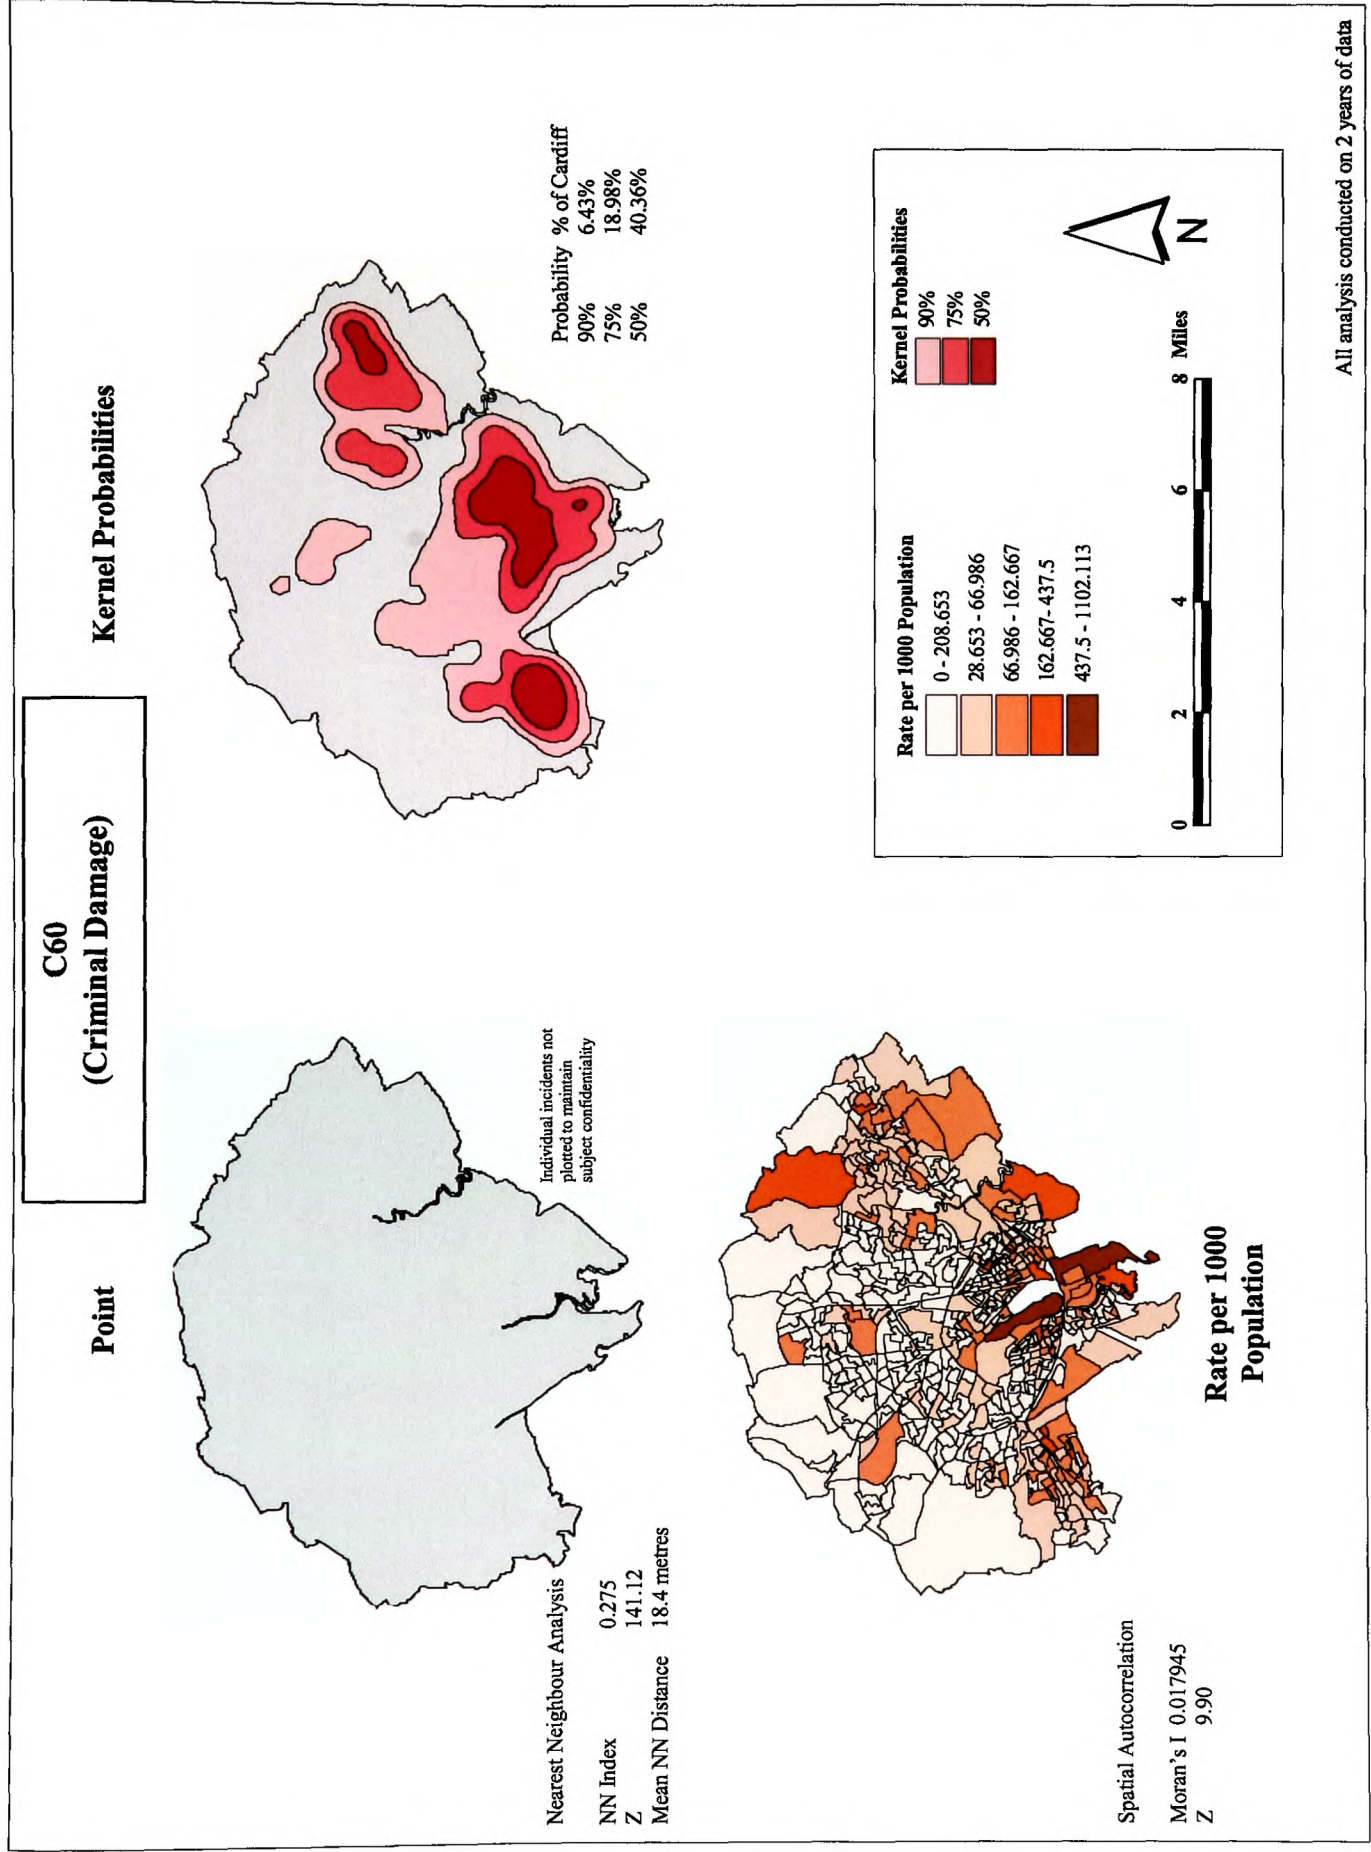 C60
(Criminal Damage)
Point
Kernel Probabilities
Individual incidents not
plotted to maintain
subject confidentiality
Nearest Neighbour Analysis
NN Index 0.275
Z 141.12
Mean NN Distance 18.4 metres
Probability % of Cardiff
90% 6.43%
75% 18.98%
50% 40.36%
Rate per 1000
Population
Spatial Autocorrelation
Moran's I 0.017945
Z 9.90
Rate per 1000 Population
0 - 208.653
28.653 - 66.986
66.986 - 162.667
162.667- 437.5
437.5 - 1102.113
Kernel Probabilities
90%
75%
50%
0 2 4 6 8 Miles
N
All analysis conducted on 2 years of data